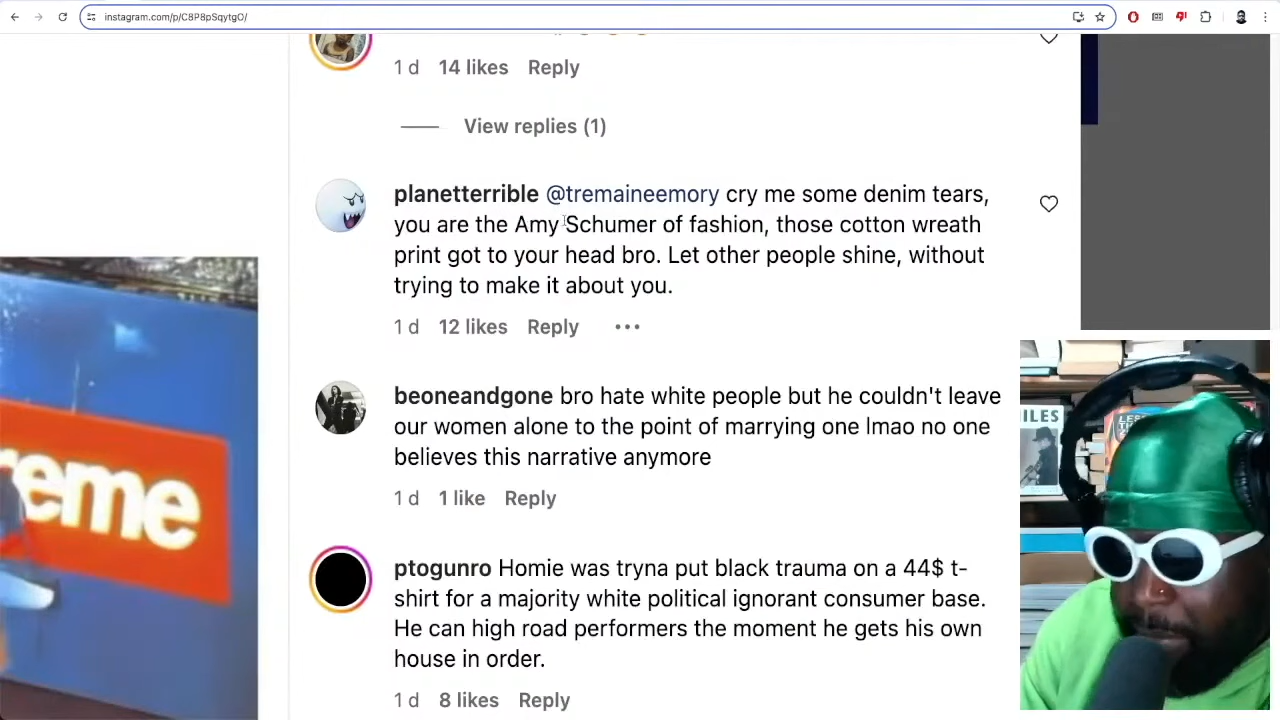 instagram.com/p/C8P8pSqytgO/
1 d 14 likes Reply
View replies (1)
planetterrible @tremaineemory cry me some denim tears,
you are the Amy Schumer of fashion, those cotton wreath
print got to your head bro. Let other people shine, without
trying to make it about you.
1 d 12 likes Reply
beoneandgone bro hate white people but he couldn't leave
our women alone to the point of marrying one lmao no one
believes this narrative anymore
1 d 1 like Reply
ptogunro Homie was tryna put black trauma on a 44$ t-
shirt for a majority white political ignorant consumer base.
He can high road performers the moment he gets his own
house in order.
1 d 8 likes Reply
reme
ILES